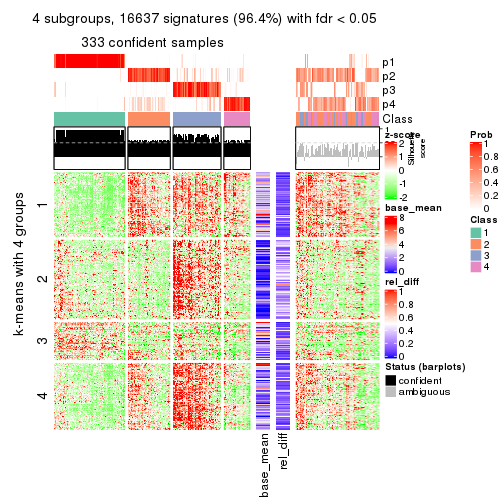 4 subgroups, 16637 signatures (96.4%) with fdr < 0.05
333 confident samples
p1
p2
p3
p4
Class
1
Silhouette
score
z-score
2
1
0
-1
-2
base_mean
8
6
4
2
0
rel_diff
1
0.8
0.6
0.4
0.2
0
Status (barplots)
confident
ambiguous
Prob
1
0.8
0.6
0.4
0.2
0
Class
1
2
3
4
k-means with 4 groups
1
2
3
4
base_mean
rel_diff